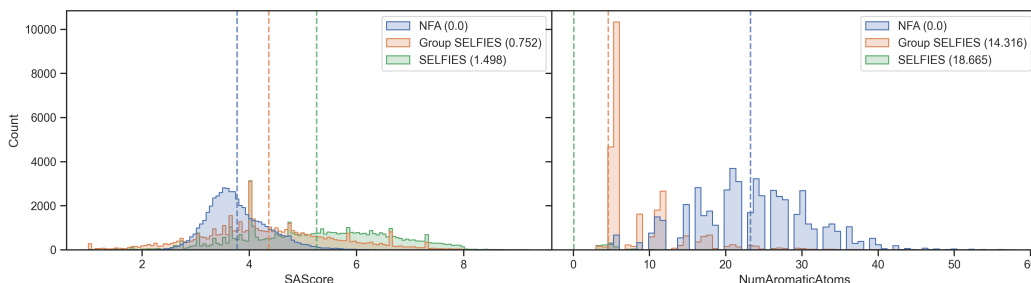 10000
8000
6000
4000
2000
0
Count
NFA (0.0)
Group SELFIES (0.752)
SELFIES (1.498)
2 4 6 8
SAScore
NFA (0.0)
Group SELFIES (14.316)
SELFIES (18.665)
0 10 20 30 40 50 60
NumAromaticAtoms